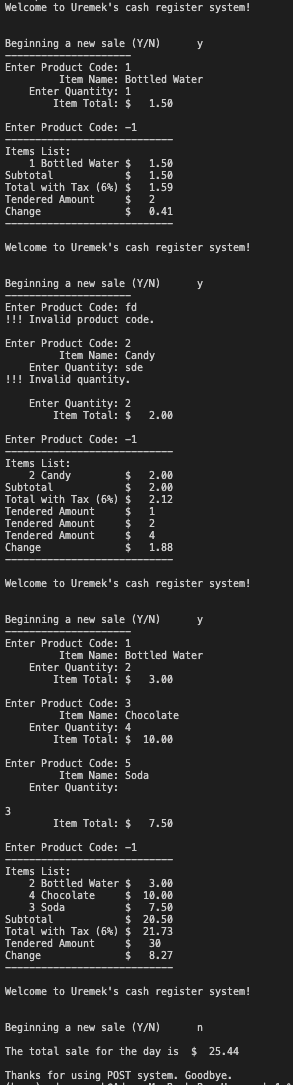 Welcome to Uremek's cash register system!
Beginning a new sale (Y/N) y
---------------------
Enter Product Code: 1
Item Name: Bottled Water
Enter Quantity: 1
Item Total: $ 1.50
Enter Product Code: -1
----------------------------
Items List:
1 Bottled Water $ 1.50
Subtotal $ 1.50
Total with Tax (6%) $ 1.59
Tendered Amount $ 2
Change $ 0.41
----------------------------
Welcome to Uremek's cash register system!
Beginning a new sale (Y/N) y
---------------------
Enter Product Code: fd
!!! Invalid product code.
Enter Product Code: 2
Item Name: Candy
Enter Quantity: sde
!!! Invalid quantity.
Enter Quantity: 2
Item Total: $ 2.00
Enter Product Code: -1
----------------------------
Items List:
2 Candy $ 2.00
Subtotal $ 2.00
Total with Tax (6%) $ 2.12
Tendered Amount $ 1
Tendered Amount $ 2
Tendered Amount $ 4
Change $ 1.88
----------------------------
Welcome to Uremek's cash register system!
Beginning a new sale (Y/N) y
---------------------
Enter Product Code: 1
Item Name: Bottled Water
Enter Quantity: 2
Item Total: $ 3.00
Enter Product Code: 3
Item Name: Chocolate
Enter Quantity: 4
Item Total: $ 10.00
Enter Product Code: 5
Item Name: Soda
Enter Quantity:
3
Item Total: $ 7.50
Enter Product Code: -1
----------------------------
Items List:
2 Bottled Water $ 3.00
4 Chocolate $ 10.00
3 Soda $ 7.50
Subtotal $ 20.50
Total with Tax (6%) $ 21.73
Tendered Amount $ 30
Change $ 8.27
----------------------------
Welcome to Uremek's cash register system!
Beginning a new sale (Y/N) n
The total sale for the day is $ 25.44
Thanks for using POST system. Goodbye.